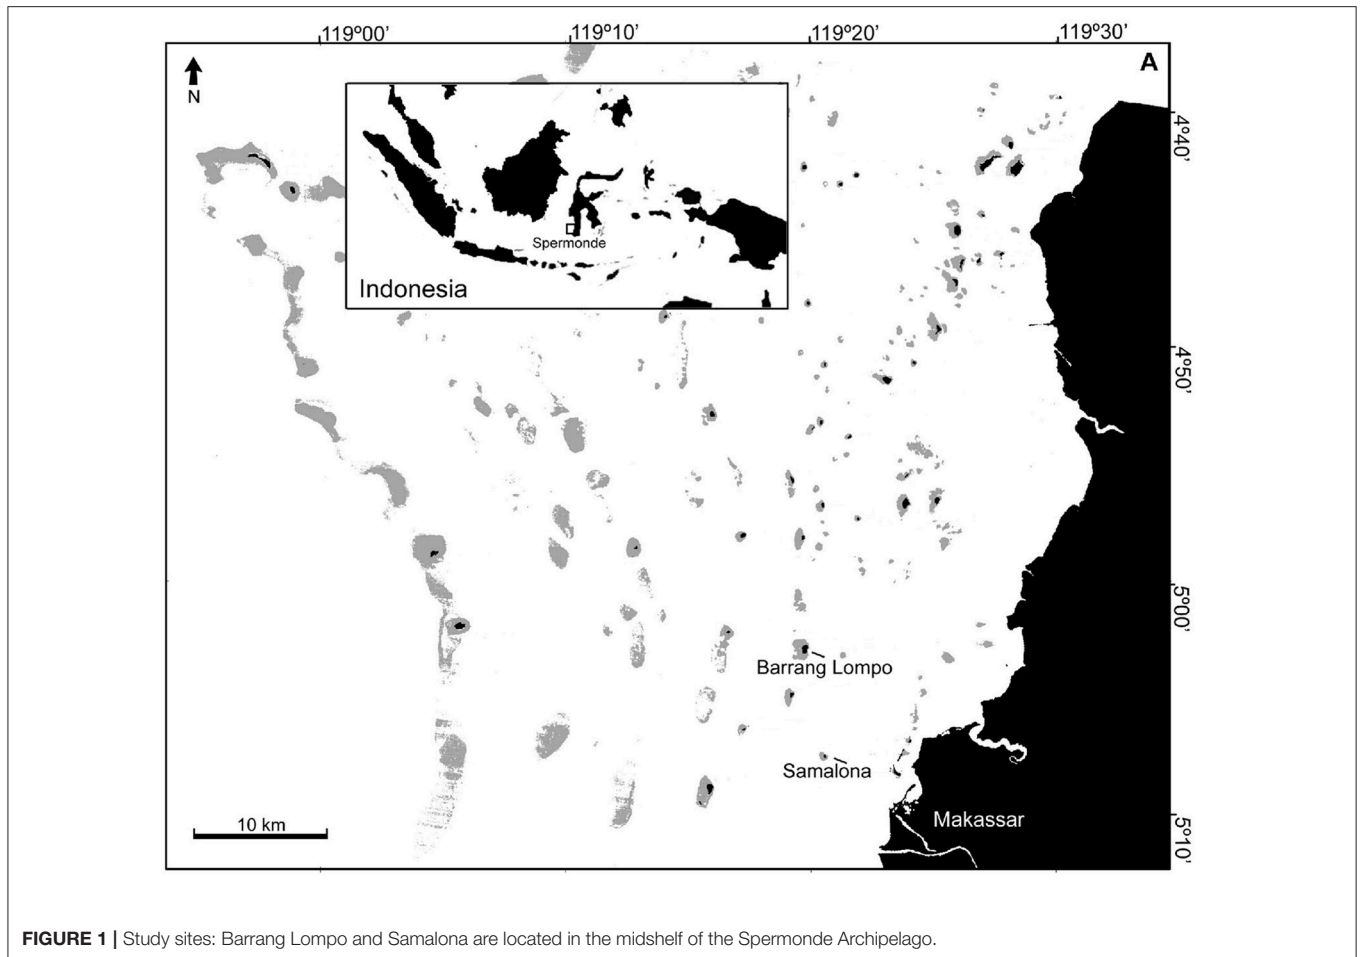 119º00’
119º10’
119º20’
119º30’
A
N
4º40’
Spermonde
Indonesia
4º50’
5º00’
Barrang Lompo
Samalona
10 km
Makassar
5º10’
FIGURE 1 | Study sites: Barrang Lompo and Samalona are located in the midshelf of the Spermonde Archipelago.